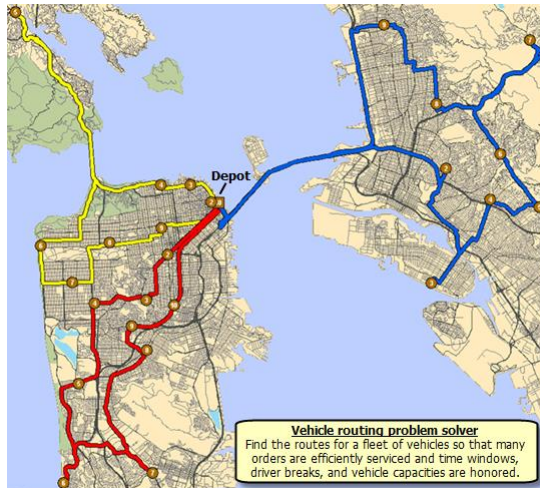 Depot
Vehicle routing problem solver
Find the routes for a fleet of vehicles so that many
orders are efficiently serviced and time windows,
driver breaks, and vehicle capacities are honored.